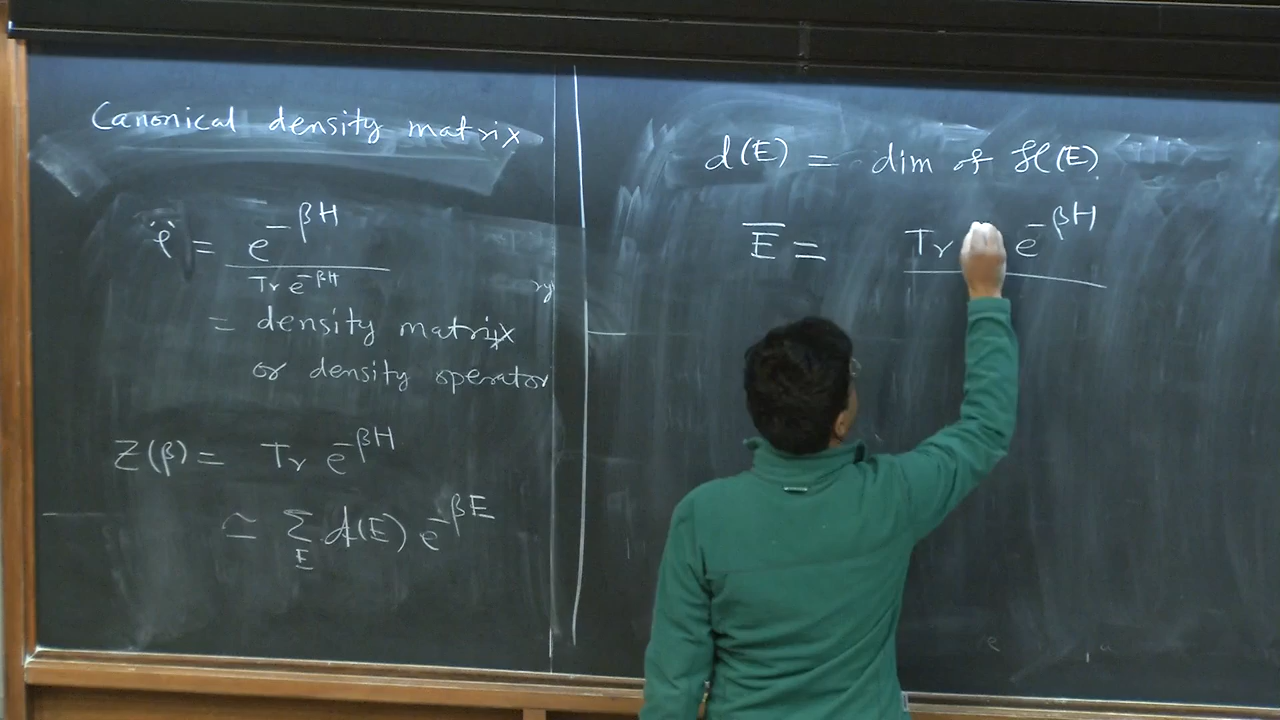 Canonical density matrix
"ρ" = e^{-βH} / Tr e^{-βH}
= density matrix
or density operator
Z(β) = Tr e^{-βH}
≃ Σ_E d(E) e^{-βE}
d(E) = dim of ℋ(E).
E̅ = Tr e^{-βH}